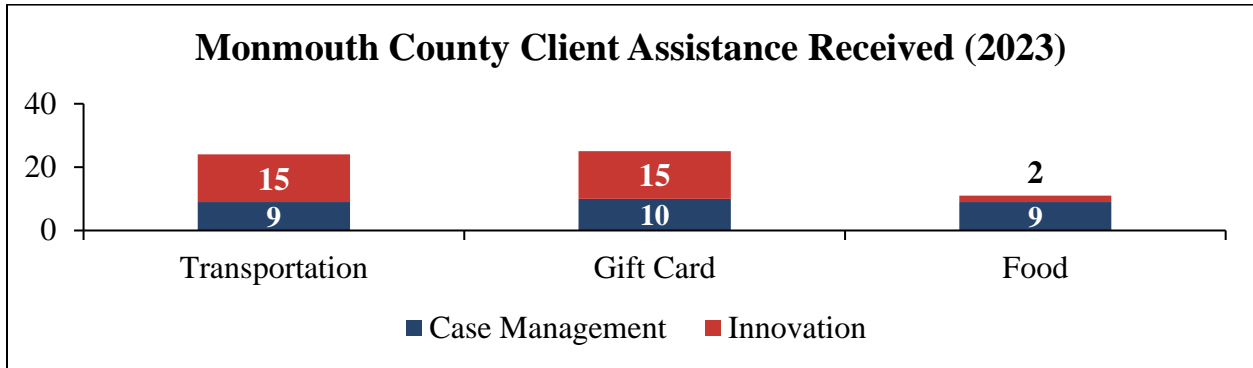 Monmouth County Client Assistance Received (2023)
40
20
0
15
9
15
10
2
9
Transportation
Gift Card
Food
Case Management
Innovation